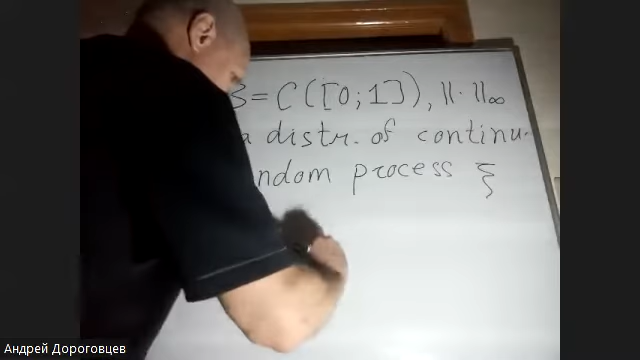 = C([0;1]), ||·||∞
a distr. of continu-
ndom process ξ
Андрей Дороговцев